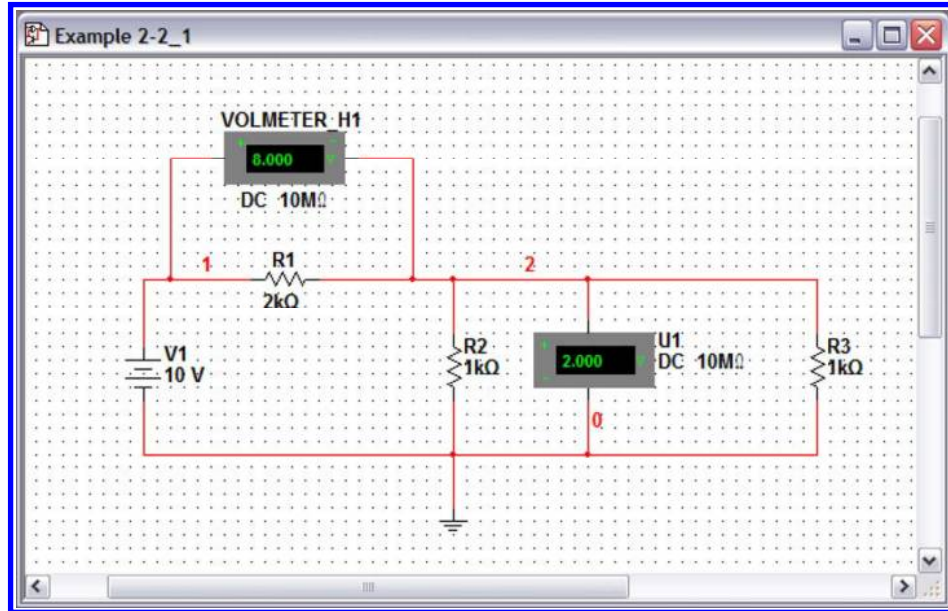 Example 2-2_1
VOLMETER_H1
+ -
8.000 V
DC 10MΩ
1
R1
2kΩ
2
V1
10 V
R2
1kΩ
+
2.000 V
-
U1
DC 10MΩ
R3
1kΩ
0